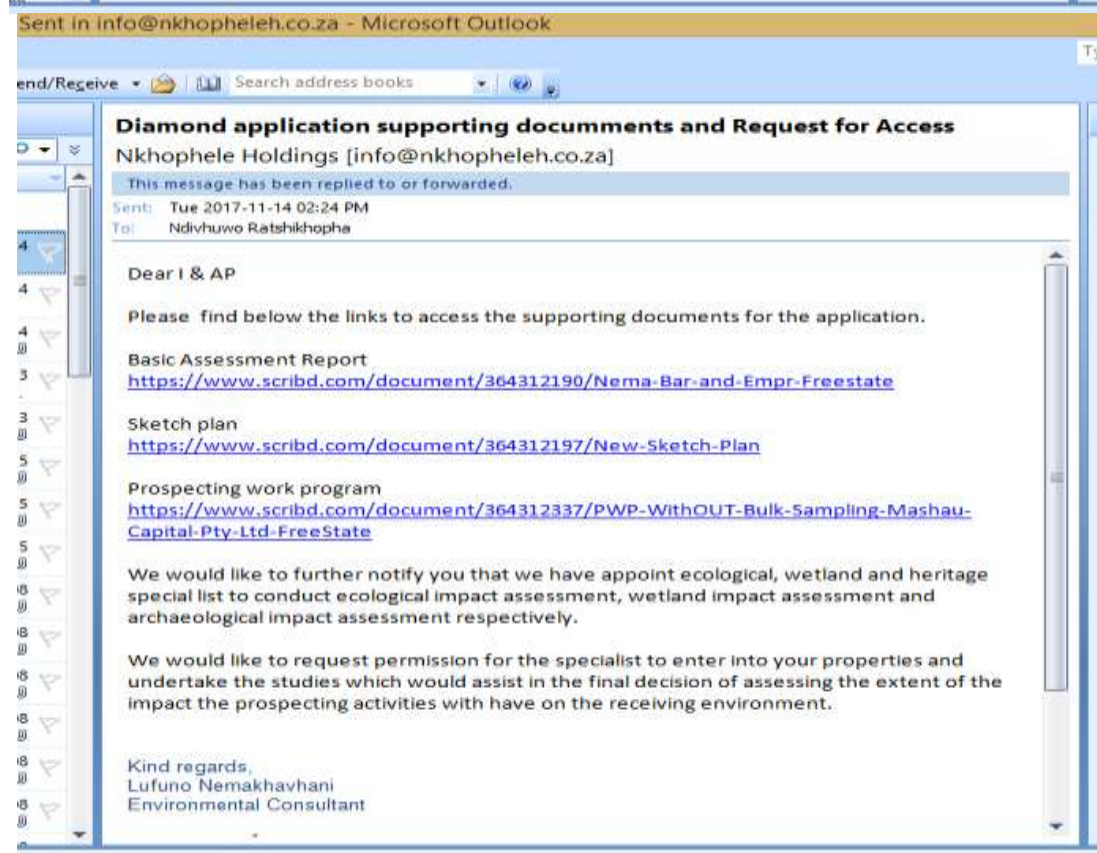 Sent in info@nkhopheleh.co.za - Microsoft Outlook
end/Receive
Search address books
Diamond application supporting documments and Request for Access
Nkhophele Holdings [info@nkhopheleh.co.za]
This message has been replied to or forwarded.
Sent: Tue 2017-11-14 02:24 PM
To: Ndivhuwo Ratshikhopha
Dear I & AP
Please find below the links to access the supporting documents for the application.
Basic Assessment Report
https://www.scribd.com/document/364312190/Nema-Bar-and-Empr-Freestate
Sketch plan
https://www.scribd.com/document/364312197/New-Sketch-Plan
Prospecting work program
https://www.scribd.com/document/364312337/PWP-WithOUT-Bulk-Sampling-Mashau-
Capital-Pty-Ltd-FreeState
We would like to further notify you that we have appoint ecological, wetland and heritage
special list to conduct ecological impact assessment, wetland impact assessment and
archaeological impact assessment respectively.
We would like to request permission for the specialist to enter into your properties and
undertake the studies which would assist in the final decision of assessing the extent of the
impact the prospecting activities with have on the receiving environment.
Kind regards,
Lufuno Nemakhavhani
Environmental Consultant